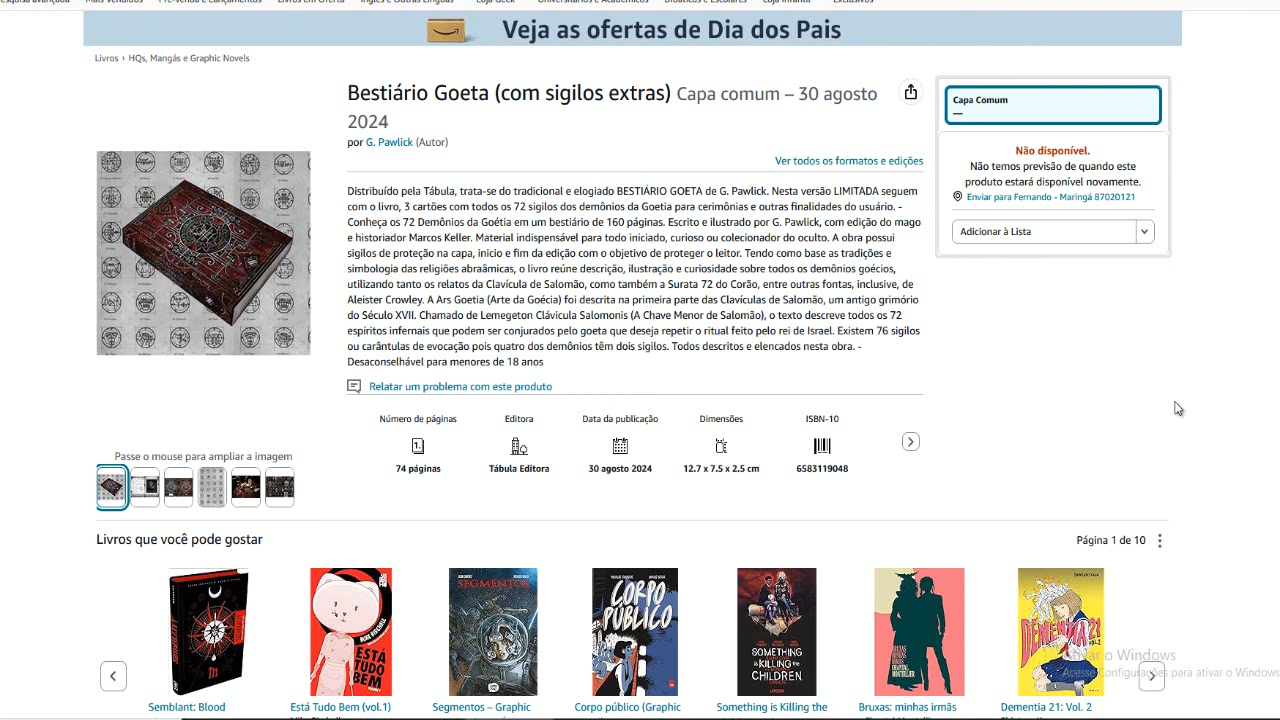 Veja as ofertas de Dia dos Pais
Livros › HQs, Mangás e Graphic Novels
Bestiário Goeta (com sigilos extras) Capa comum – 30 agosto
2024
por G. Pawlick (Autor)
Ver todos os formatos e edições
Distribuído pela Tábula, trata-se do tradicional e elogiado BESTIÁRIO GOETA de G. Pawlick. Nesta versão LIMITADA seguem
com o livro, 3 cartões com todos os 72 sigilos dos demônios da Goetia para cerimônias e outras finalidades do usuário. -
Conheça os 72 Demônios da Goétia em um bestiário de 160 páginas. Escrito e ilustrado por G. Pawlick, com edição do mago
e historiador Marcos Keller. Material indispensável para todo iniciado, curioso ou colecionador do oculto. A obra possui
sigilos de proteção na capa, inicio e fim da edição com o objetivo de proteger o leitor. Tendo como base as tradições e
simbologia das religiões abraâmicas, o livro reúne descrição, ilustração e curiosidade sobre todos os demônios goécios,
utilizando tanto os relatos da Clavícula de Salomão, como também a Surata 72 do Corão, entre outras fontas, inclusive, de
Aleister Crowley. A Ars Goetia (Arte da Goécia) foi descrita na primeira parte das Clavículas de Salomão, um antigo grimório
do Século XVII. Chamado de Lemegeton Clávicula Salomonis (A Chave Menor de Salomão), o texto descreve todos os 72
espíritos infernais que podem ser conjurados pelo goeta que deseja repetir o ritual feito pelo rei de Israel. Existem 76 sigilos
ou carântulas de evocação pois quatro dos demônios têm dois sigilos. Todos descritos e elencados nesta obra. -
Desaconselhável para menores de 18 anos
Relatar um problema com este produto
Número de páginas
Editora
Data da publicação
Dimensões
ISBN-10
74 páginas
Tábula Editora
30 agosto 2024
12.7 x 7.5 x 2.5 cm
6583119048
Capa Comum
—
Não disponível.
Não temos previsão de quando este
produto estará disponível novamente.
Enviar para Fernando - Maringá 87020121
Adicionar à Lista
Passe o mouse para ampliar a imagem
Livros que você pode gostar
Página 1 de 10
ESTÁ
TUDO
BEM
SEGMENTOS
CORPO
PÚBLICO
SOMETHING
IS KILLING THE
CHILDREN
DEMENTIA 21
Semblant: Blood
Está Tudo Bem (vol.1)
Segmentos – Graphic
Corpo público (Graphic
Something is Killing the
Bruxas: minhas irmãs
Dementia 21: Vol. 2
Ativar o Windows
Acesse Configurações para ativar o Windows